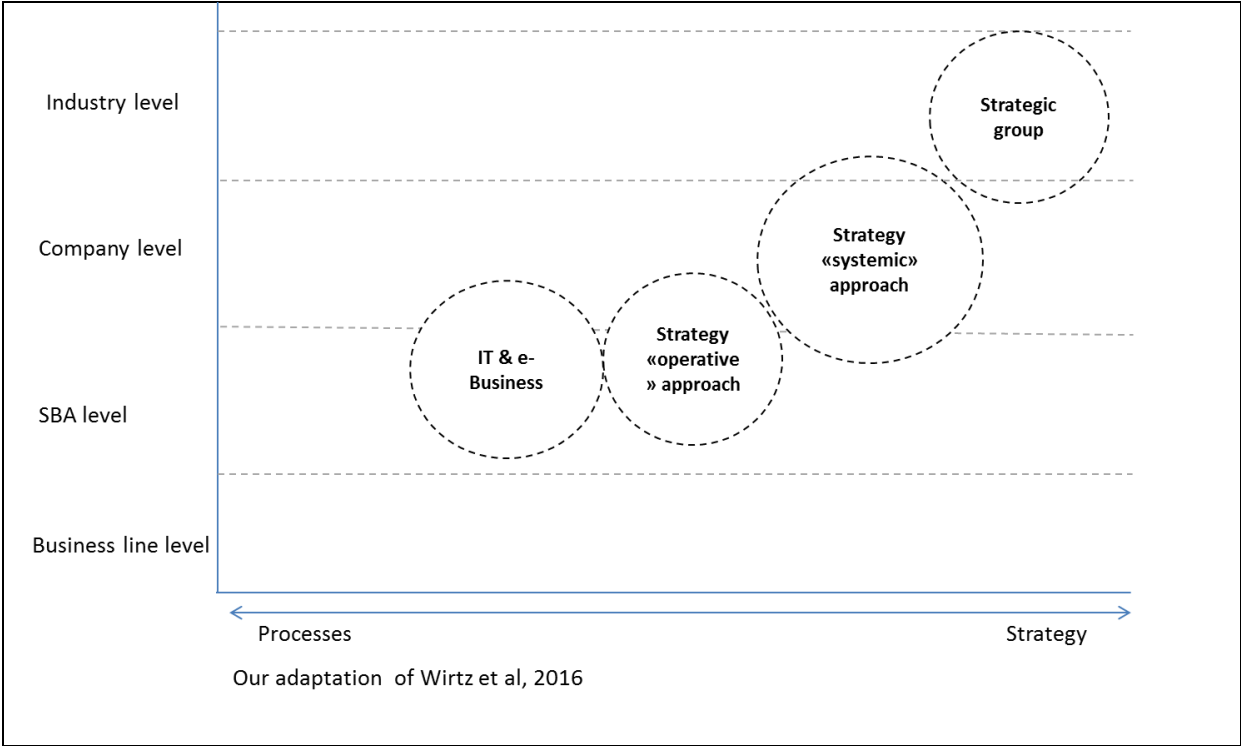 Industry level
Strategic
group
Company level
Strategy
«systemic»
approach
IT & e-
Business
Strategy
«operative
» approach
SBA level
Business line level
Processes
Strategy
Our adaptation  of Wirtz et al, 2016